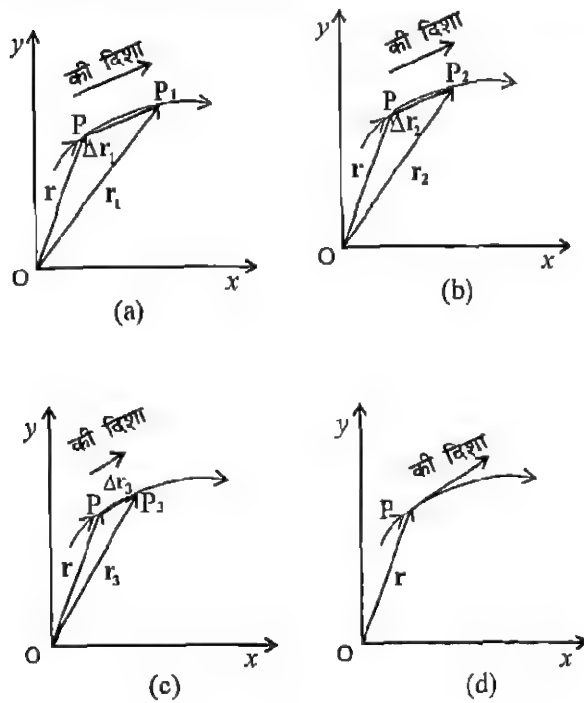 y
की दिशा
P P₁
Δr₁
r r₁
O x
(a)
y
की दिशा
P P₂
Δr₂
r r₂
O x
(b)
y
की दिशा
Δr₃
P P₃
r r₃
O x
(c)
y
की दिशा
P
r
O x
(d)